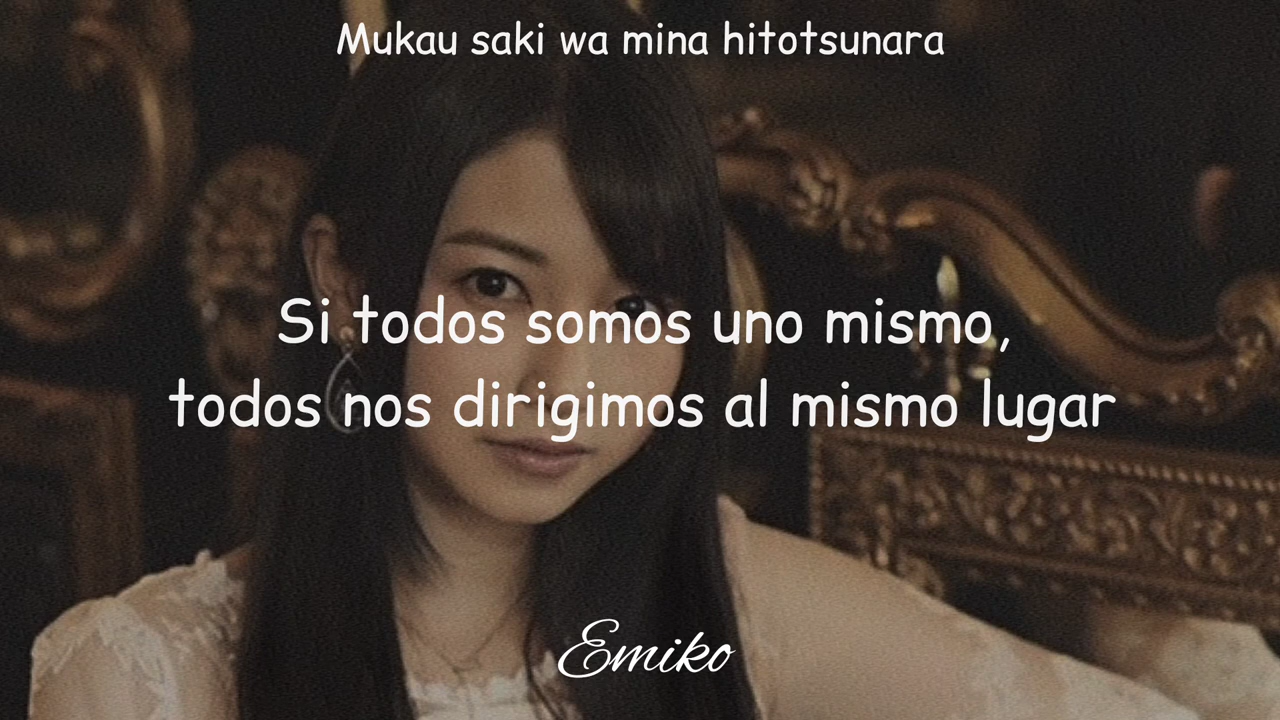 Mukau saki wa mina hitotsunara
Si todos somos uno mismo,
todos nos dirigimos al mismo lugar
Emiko